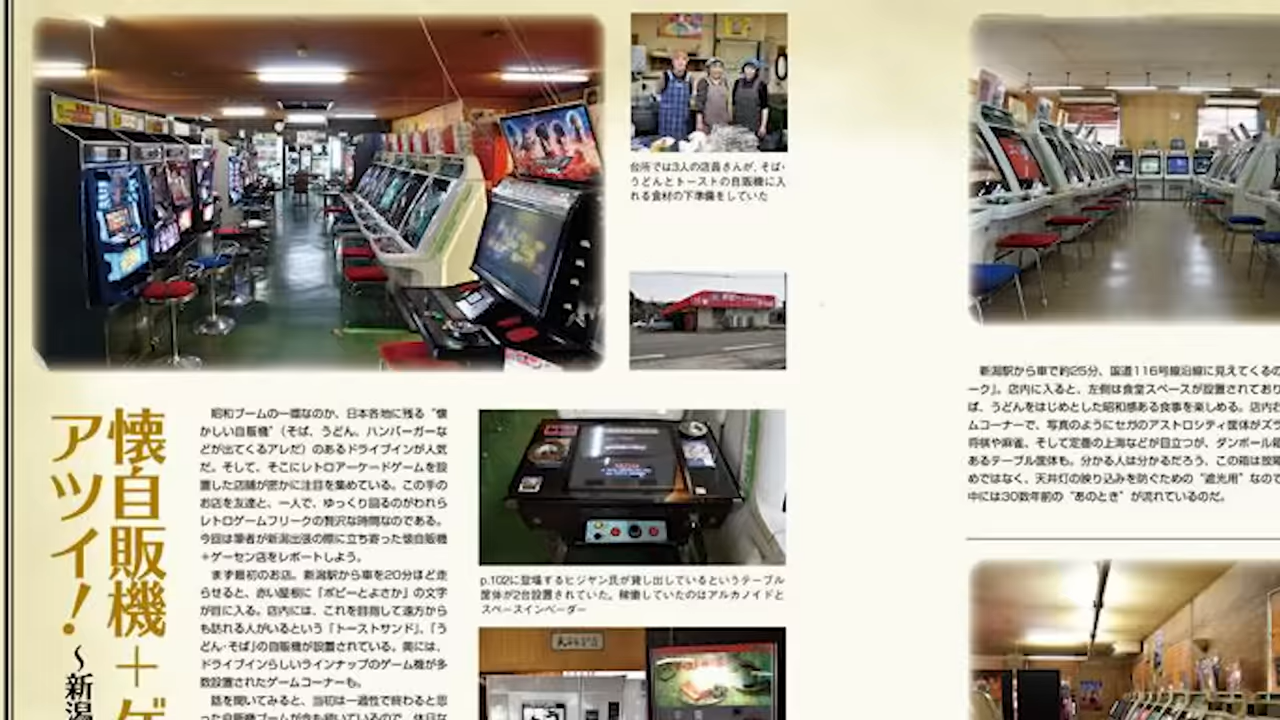 懐自販機＋ゲ
アツイ！
～新潟
昭和ブームの一環なのか、日本各地に残る“懐
かしい自販機”（そば、うどん、ハンバーガーな
どが出てくるアレだ）のあるドライブインが人気
だ。そして、そこにレトロアーケードゲームを設
置した店舗が密かに注目を集めている。この手の
お店を友達と、一人で、ゆっくり回るのがわれら
レトロゲームフリークの贅沢な時間なのである。
今回は筆者が新潟出張の際に立ち寄った懐自販機
＋ゲーセン店をレポートしよう。
まず最初のお店。新潟駅から車を20分ほど走
らせると、赤い屋根に「ポピーとよさか」の文字
が目に入る。店内には、これを目指して遠方から
も訪れる人がいるという「トーストサンド」、「う
どん・そば」の自販機が設置されている。奥には、
ドライブインらしいラインナップのゲーム機が多
数設置されたゲームコーナーも。
話を聞いてみると、当初は一過性で終わると思
った自販機ブームが今も続いているので、休日な
台所では3人の店員さんが、そば・
うどんとトーストの自販機に入
れる食材の下準備をしていた
p.102に登場するヒジヤン氏が貸し出しているというテーブル
筐体が2台設置されていた。稼働していたのはアルカノイドと
スペースインベーダー
新潟駅から車で約25分、国道116号線沿線に見えてくるの
ーク」。店内に入ると、左側は食堂スペースが設置されており
ば、うどんをはじめとした昭和感ある食事を楽しめる。店内お
ムコーナーで、写真のようにセガのアストロシティ筐体がズラ
将棋や麻雀、そして定番の上海などが目立つが、ダンボール箱
あるテーブル筐体も。分かる人は分かるだろう、この箱は故障
めではなく、天井灯の映り込みを防ぐための“遮光用”なので
中には30数年前の“あのとき”が流れているのだ。